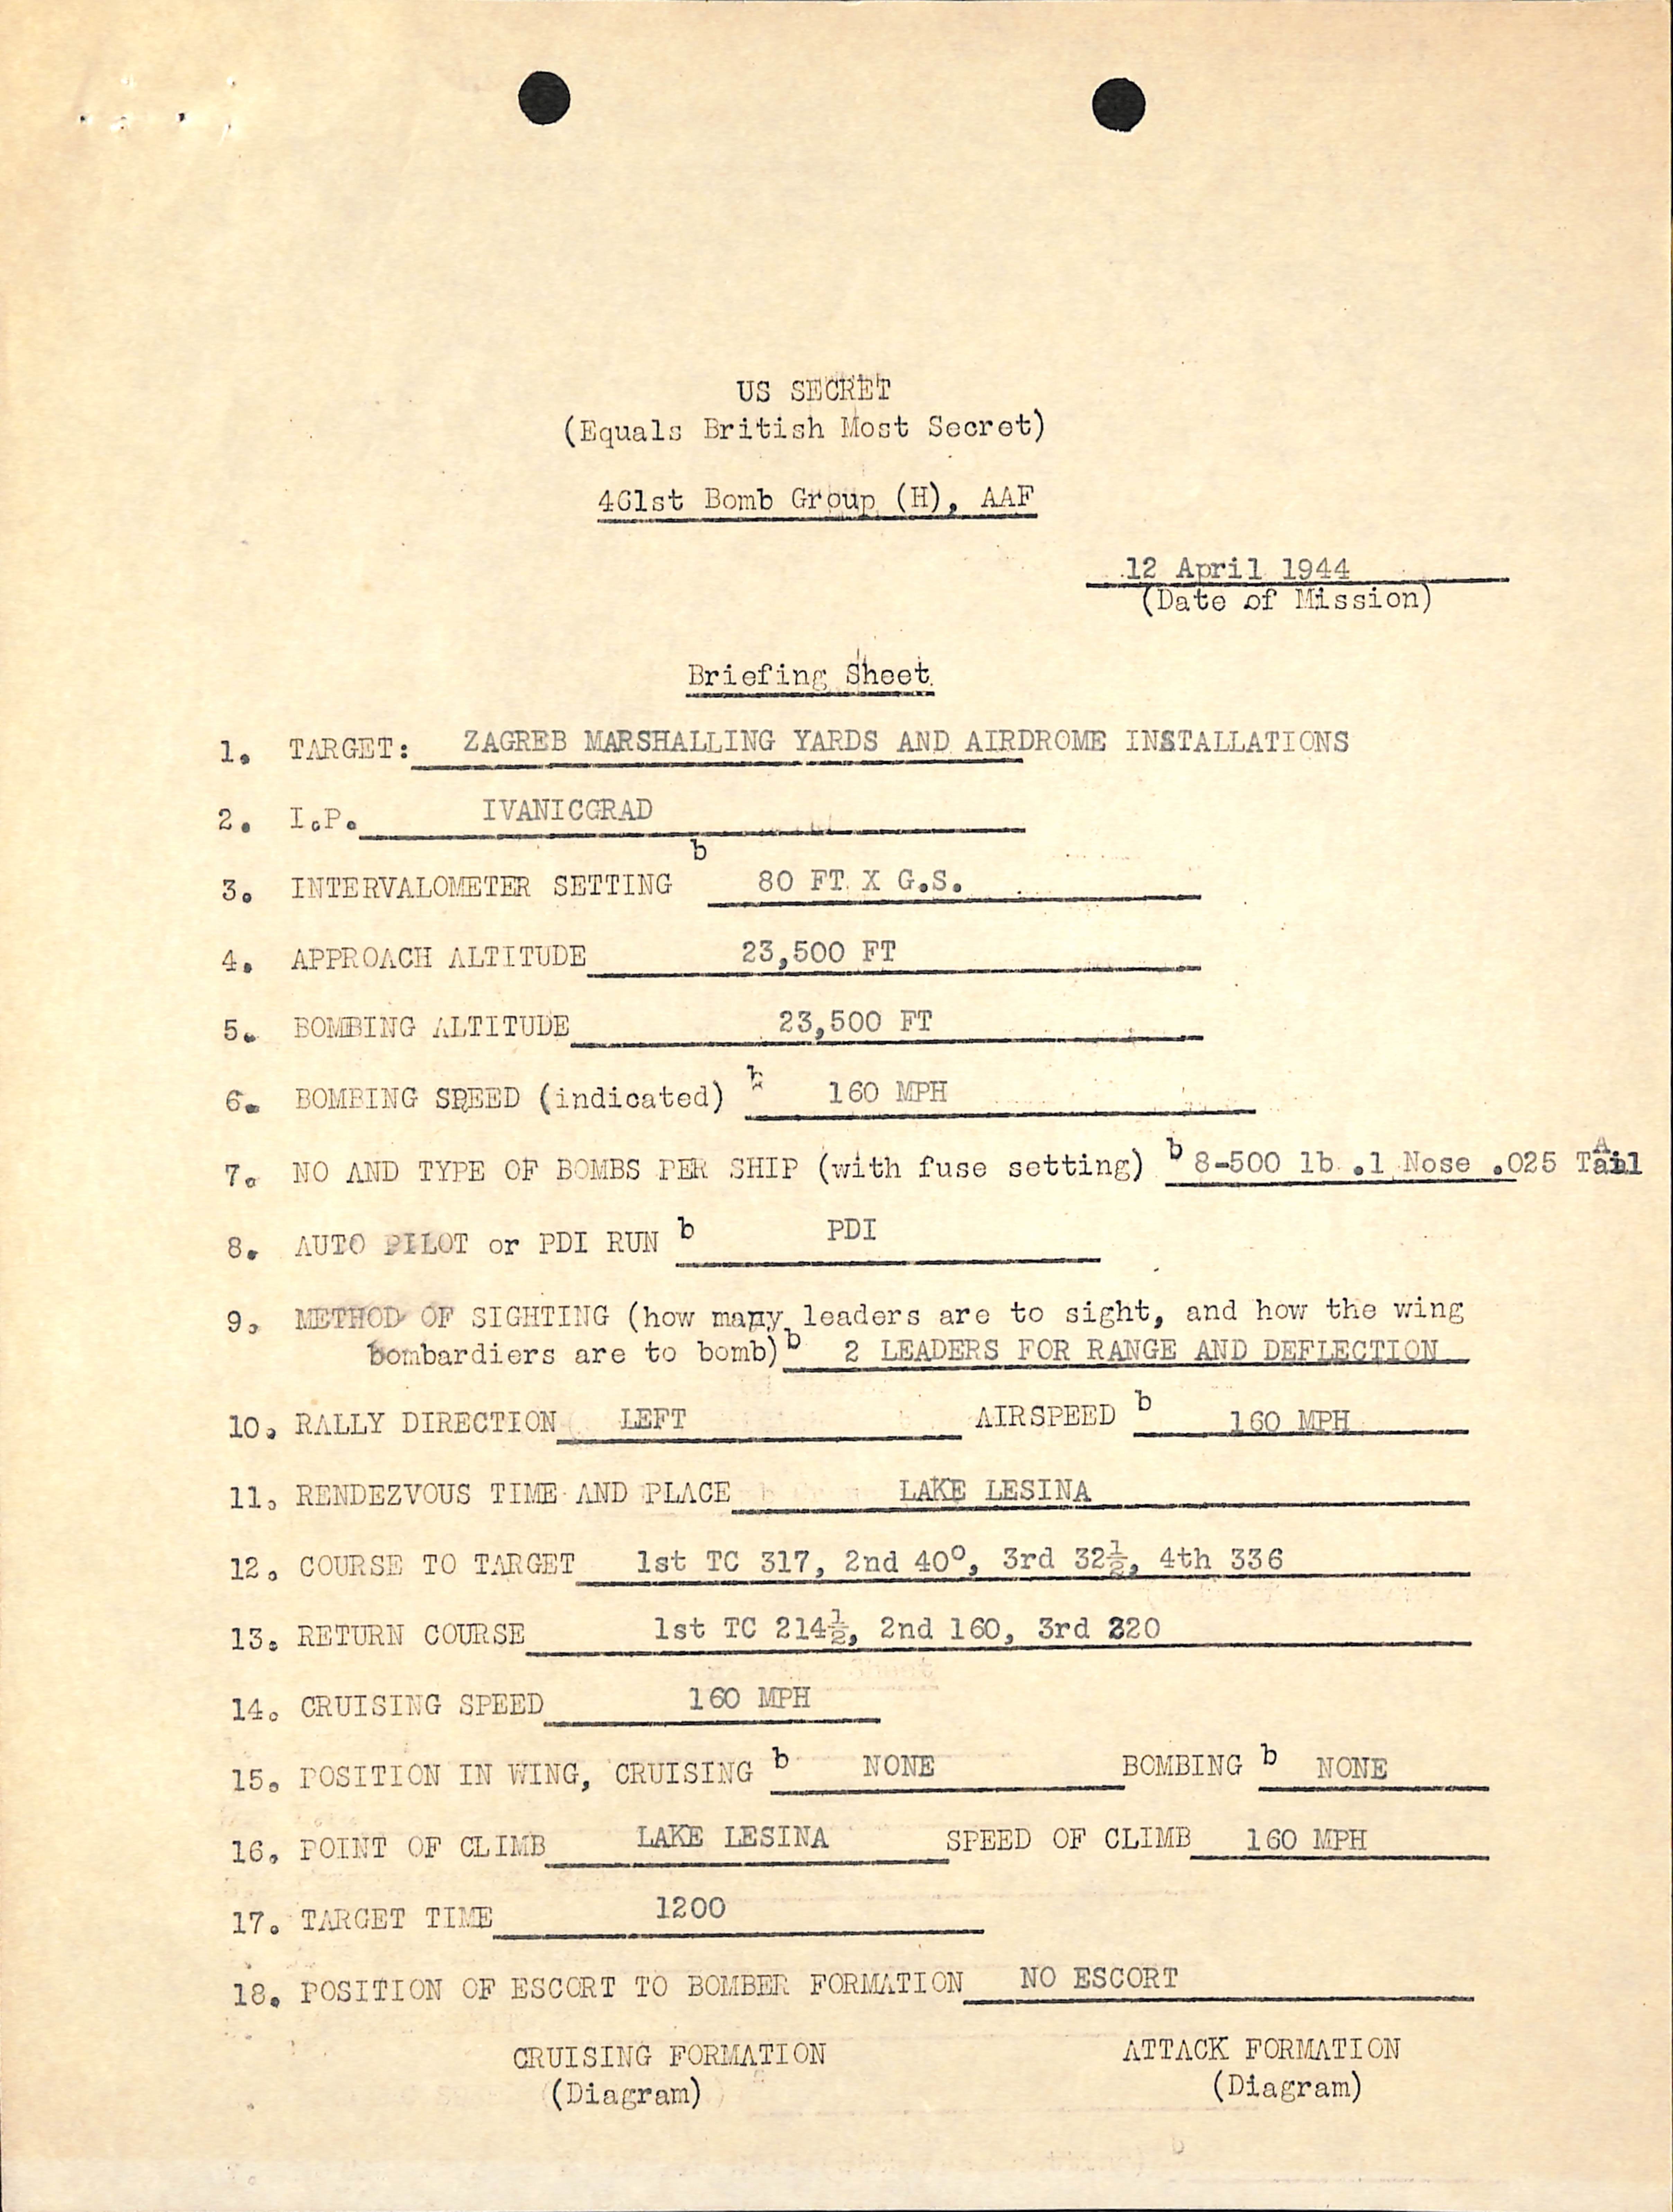 US SECRET
(Equals British Most Secret)
461st Bomb Group (H), AAF
12 April 1944
(Date of Mission)
Briefing Sheet
1. TARGET: ZAGREB MARSHALLING YARDS AND AIRDROME INSTALLATIONS
2. I.P. IVANICGRAD
3. INTERVALOMETER SETTING b 80 FT X G.S.
4. APPROACH ALTITUDE 23,500 FT
5. BOMBING ALTITUDE 23,500 FT
6. BOMBING SPEED (indicated) b 160 MPH
7. NO AND TYPE OF BOMBS PER SHIP (with fuse setting) b 8-500 lb .1 Nose .025 Tail
8. AUTO PILOT or PDI RUN b PDI
9. METHOD OF SIGHTING (how many leaders are to sight, and how the wing
bombardiers are to bomb) b 2 LEADERS FOR RANGE AND DEFLECTION
10. RALLY DIRECTION LEFT AIRSPEED b 160 MPH
11. RENDEZVOUS TIME AND PLACE LAKE LESINA
12. COURSE TO TARGET 1st TC 317, 2nd 40°, 3rd 32½, 4th 336
13. RETURN COURSE 1st TC 214½, 2nd 160, 3rd 220
14. CRUISING SPEED 160 MPH
15. POSITION IN WING, CRUISING b NONE BOMBING b NONE
16. POINT OF CLIMB LAKE LESINA SPEED OF CLIMB 160 MPH
17. TARGET TIME 1200
18. POSITION OF ESCORT TO BOMBER FORMATION NO ESCORT
CRUISING FORMATION ATTACK FORMATION
(Diagram) (Diagram)